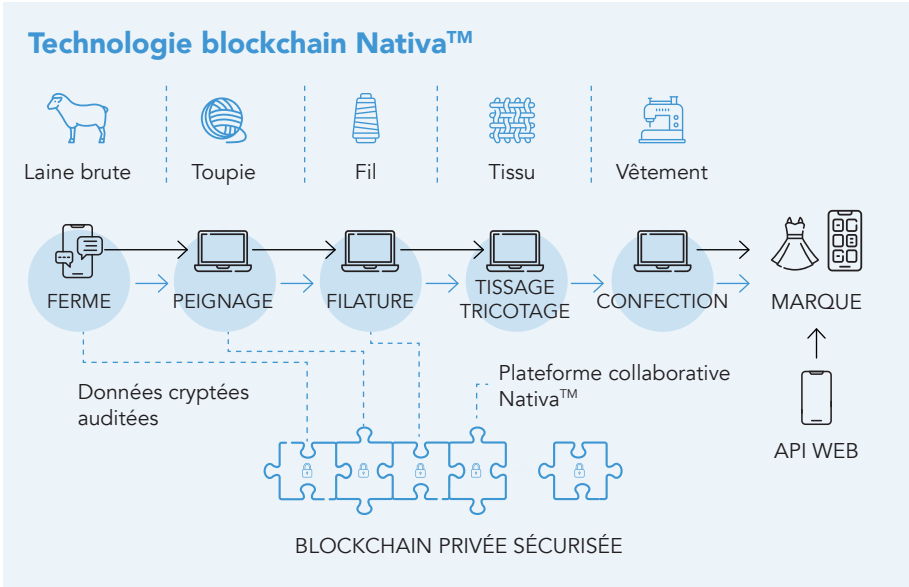 Technologie blockchain Nativa™
Laine brute
Toupie
Fil
Tissu
Vêtement
FERME
PEIGNAGE
FILATURE
TISSAGE
TRICOTAGE
CONFECTION
MARQUE
Données cryptées
auditées
Plateforme collaborative
Nativa™
API WEB
BLOCKCHAIN PRIVÉE SÉCURISÉE